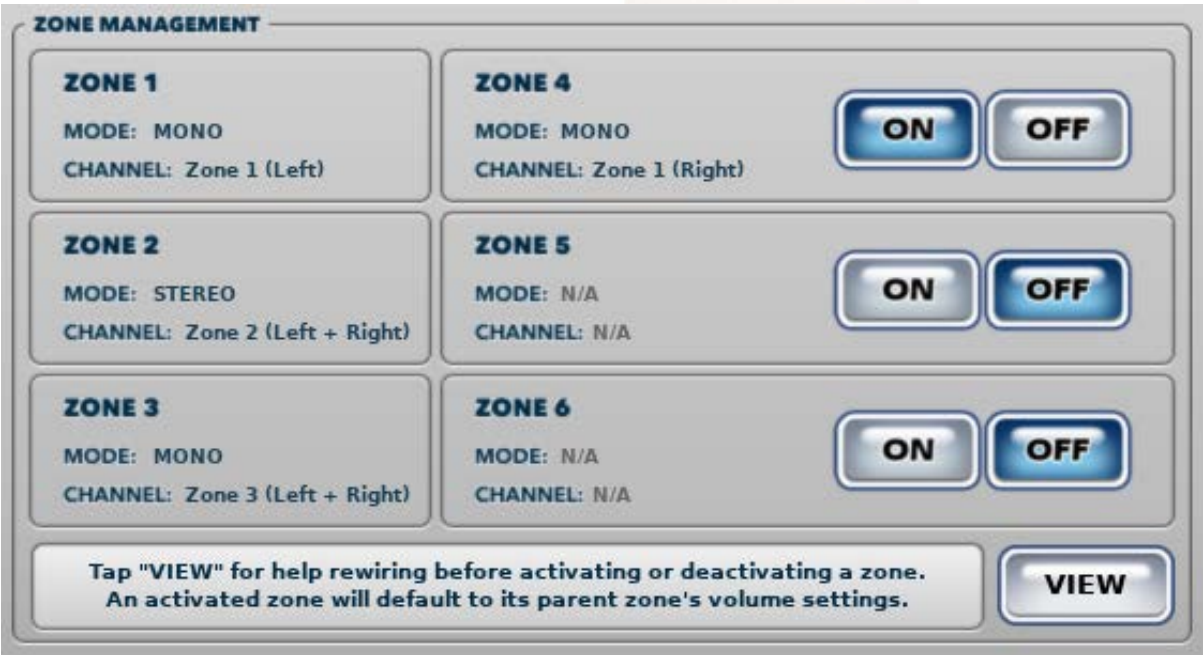 ZONE MANAGEMENT
ZONE 1
MODE: MONO
CHANNEL: Zone 1 (Left)
ZONE 4
MODE: MONO
CHANNEL: Zone 1 (Right)
ON
OFF
ZONE 2
MODE: STEREO
CHANNEL: Zone 2 (Left + Right)
ZONE 5
MODE: N/A
CHANNEL: N/A
ON
OFF
ZONE 3
MODE: MONO
CHANNEL: Zone 3 (Left + Right)
ZONE 6
MODE: N/A
CHANNEL: N/A
ON
OFF
Tap "VIEW" for help rewiring before activating or deactivating a zone.
An activated zone will default to its parent zone's volume settings.
VIEW